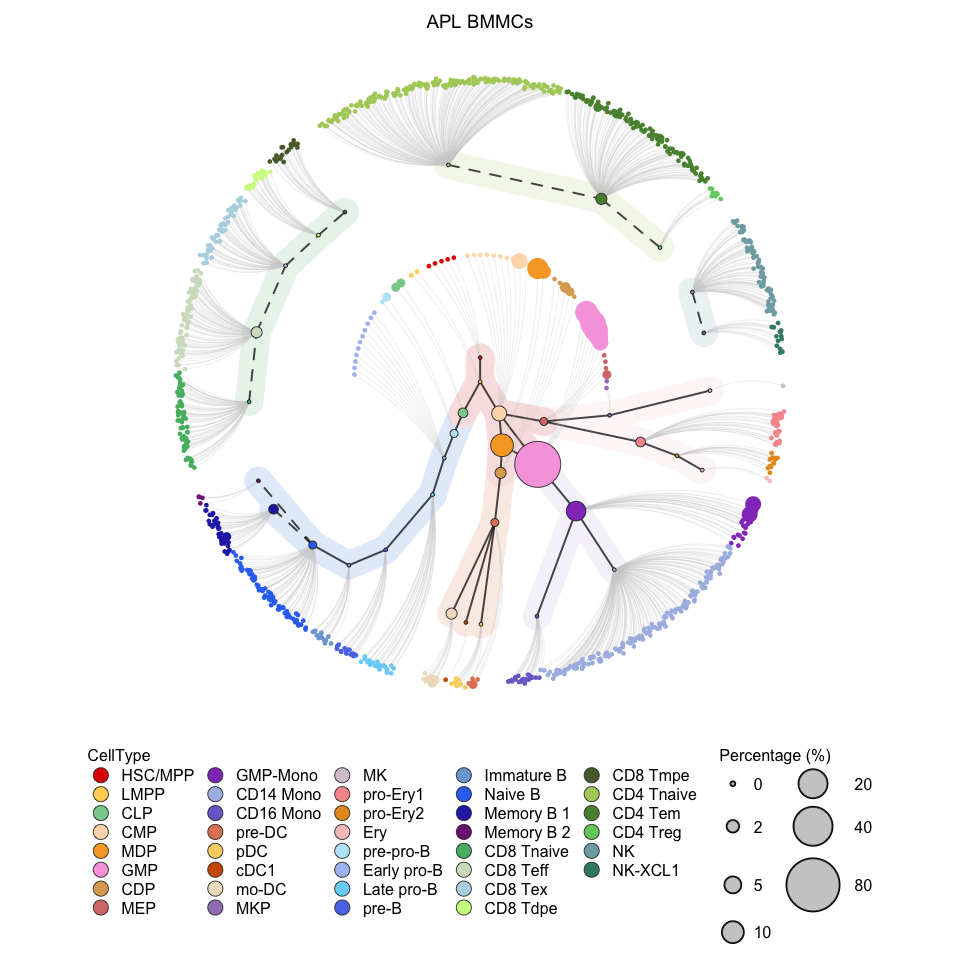 APL BMMCs
CellType
HSC/MPP
LMPP
CLP
CMP
MDP
GMP
CDP
MEP
GMP-Mono
CD14 Mono
CD16 Mono
pre-DC
pDC
cDC1
mo-DC
MKP
MK
pro-Ery1
pro-Ery2
Ery
pre-pro-B
Early pro-B
Late pro-B
pre-B
Immature B
Naive B
Memory B 1
Memory B 2
CD8 Tnaive
CD8 Teff
CD8 Tex
CD8 Tdpe
CD8 Tmpe
CD4 Tnaive
CD4 Tem
CD4 Treg
NK
NK-XCL1
Percentage (%)
0
2
5
10
20
40
80